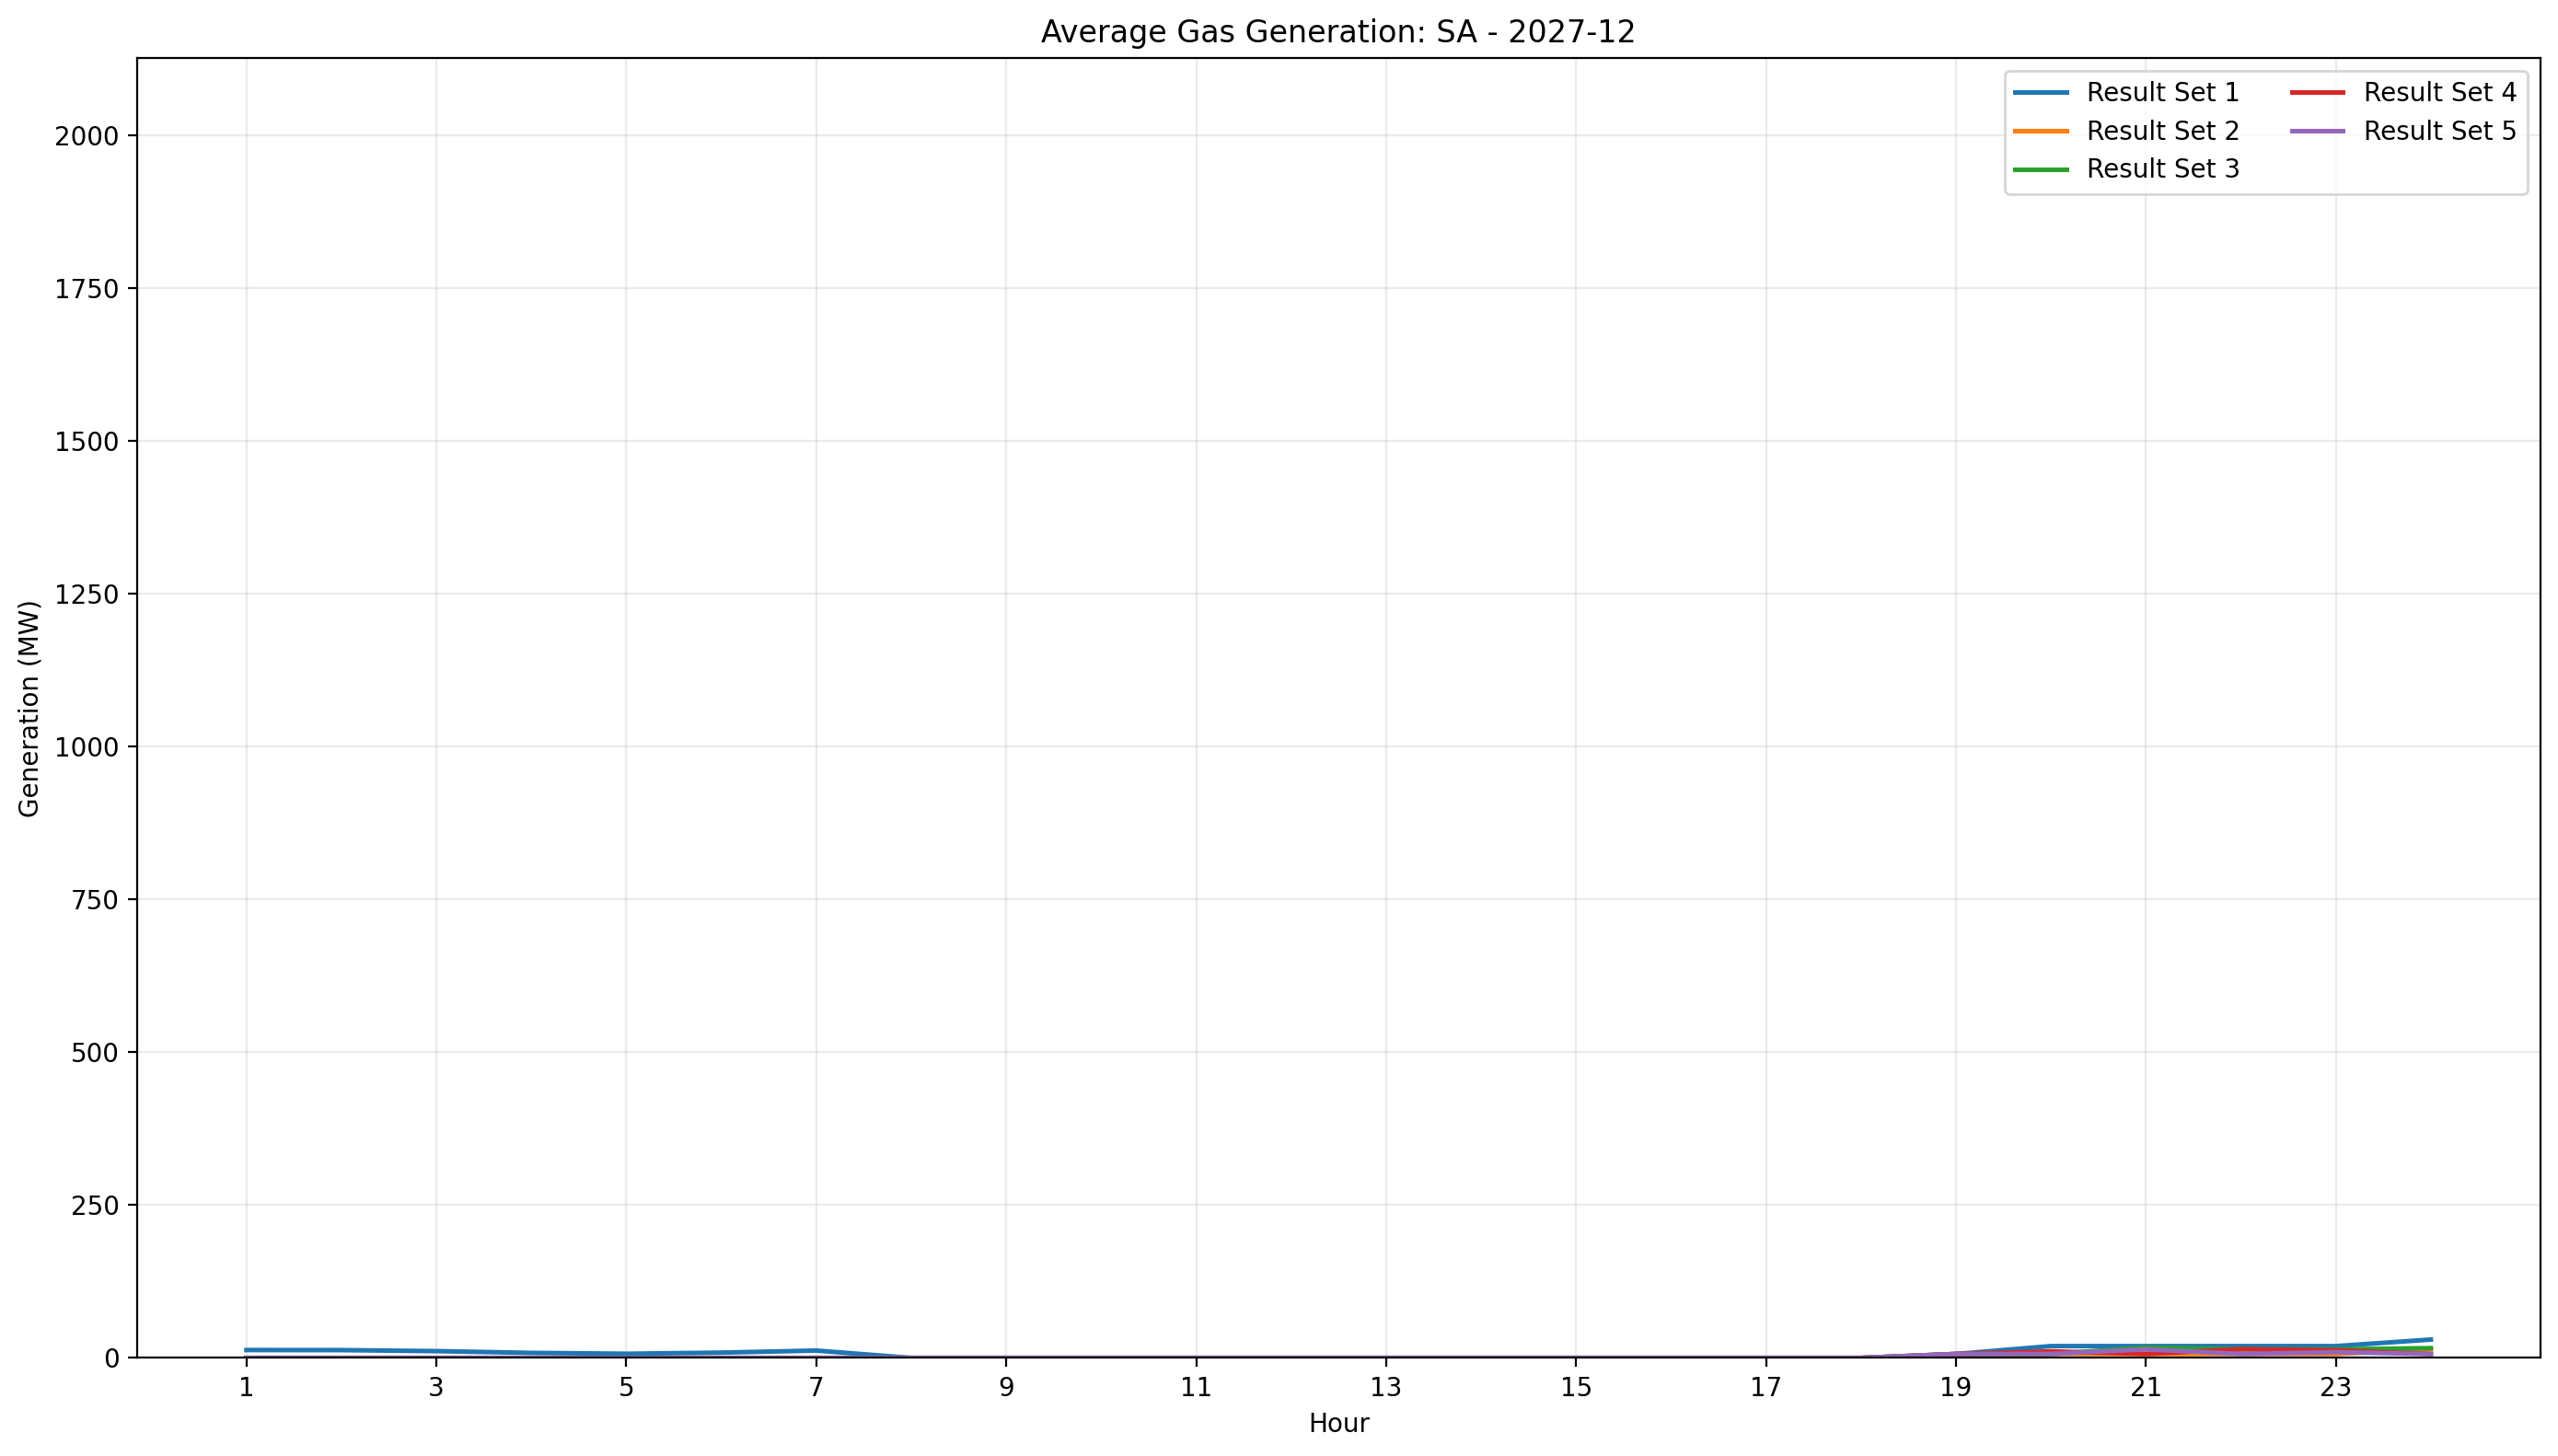 Average Gas Generation: SA - 2027-12
Result Set 1
Result Set 2
Result Set 3
Result Set 4
Result Set 5
Generation (MW)
2000
1750
1500
1250
1000
750
500
250
0
1 3 5 7 9 11 13 15 17 19 21 23
Hour